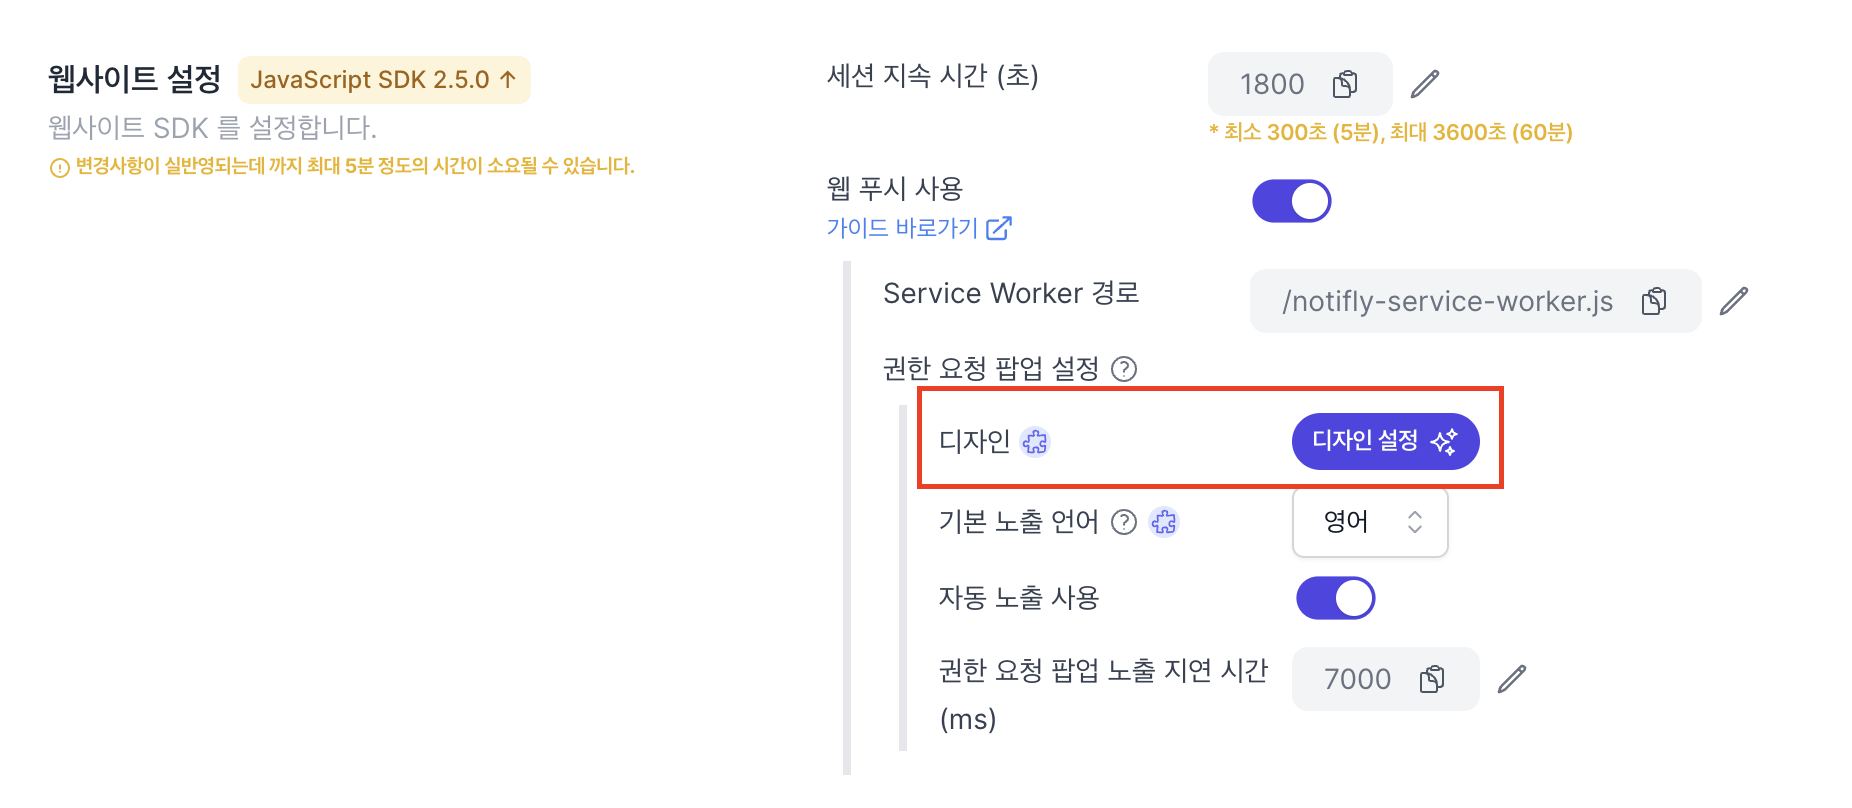 웹사이트 설정 JavaScript SDK 2.5.0 ↑
웹사이트 SDK 를 설정합니다.
변경사항이 실반영되는데 까지 최대 5분 정도의 시간이 소요될 수 있습니다.
세션 지속 시간 (초) 1800
* 최소 300초 (5분), 최대 3600초 (60분)
웹 푸시 사용
가이드 바로가기
Service Worker 경로 /notifly-service-worker.js
권한 요청 팝업 설정
디자인 디자인 설정
기본 노출 언어 영어
자동 노출 사용
권한 요청 팝업 노출 지연 시간 7000
(ms)